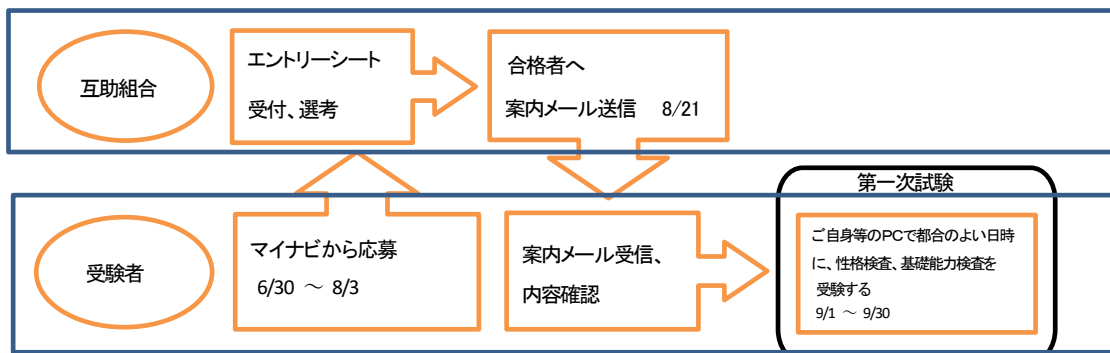 互助組合
エントリーシート
受付、選考
合格者へ
案内メール送信　8/21
受験者
マイナビから応募
6/30 ～ 8/3
案内メール受信、
内容確認
第一次試験
ご自身等のPCで都合のよい日時
に、性格検査、基礎能力検査を
受験する
9/1 ～ 9/30